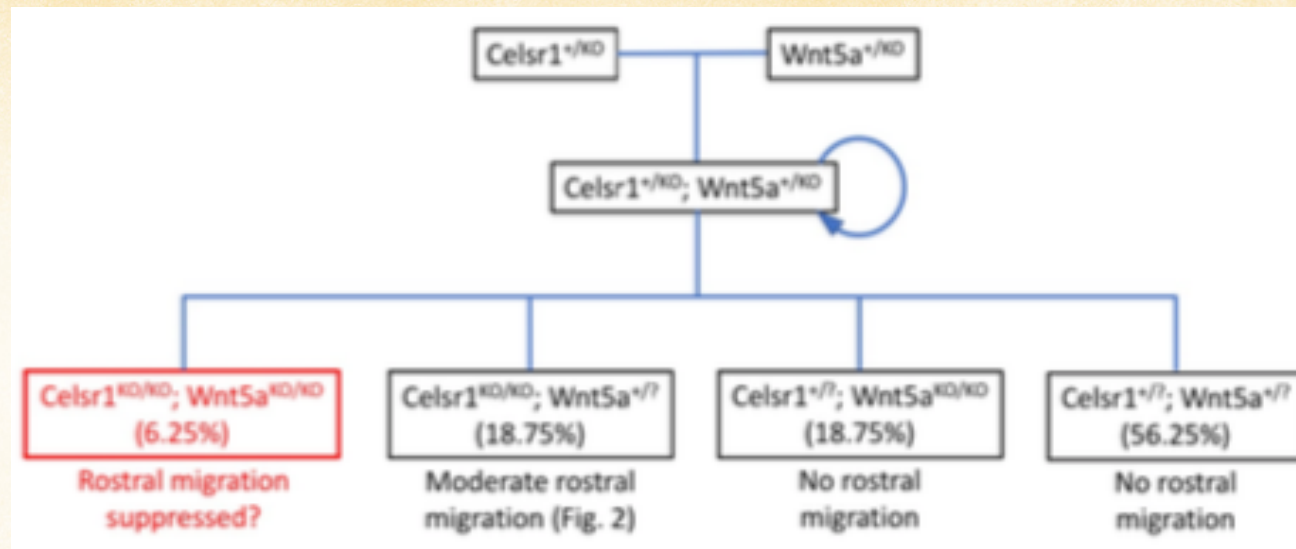 Celsr1+/KO
Wnt5a+/KO
Celsr1+/KO; Wnt5a+/KO
Celsr1KO/KO; Wnt5aKO/KO
(6.25%)
Rostral migration
suppressed?
Celsr1KO/KO; Wnt5a+/?
(18.75%)
Moderate rostral
migration (Fig. 2)
Celsr1+/?; Wnt5aKO/KO
(18.75%)
No rostral
migration
Celsr1+/?; Wnt5a+/?
(56.25%)
No rostral
migration